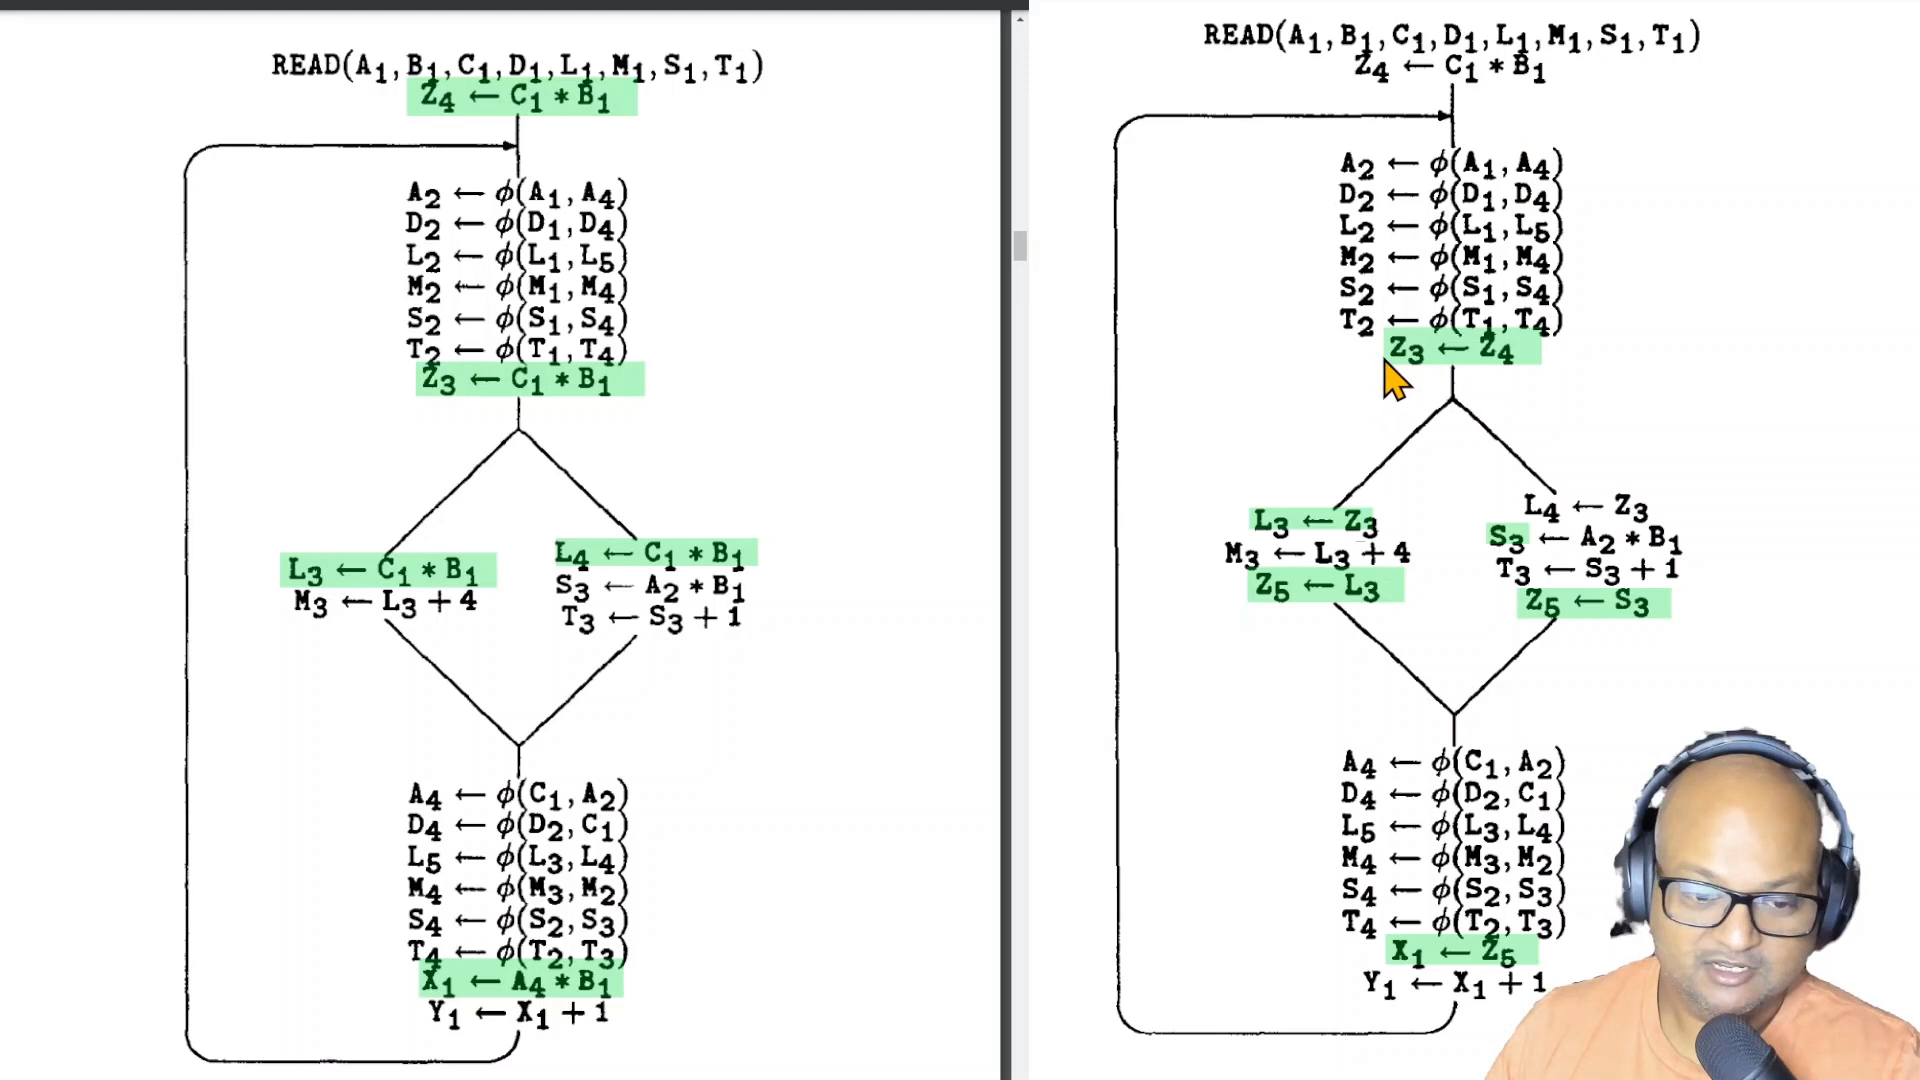 READ(A₁, B₁, C₁, D₁, L₁, M₁, S₁, T₁)
Z₄ ← C₁ * B₁
A₂ ← ϕ(A₁, A₄)
D₂ ← ϕ(D₁, D₄)
L₂ ← ϕ(L₁, L₅)
M₂ ← ϕ(M₁, M₄)
S₂ ← ϕ(S₁, S₄)
T₂ ← ϕ(T₁, T₄)
Z₃ ← C₁ * B₁
L₃ ← C₁ * B₁
M₃ ← L₃ + 4
L₄ ← C₁ * B₁
S₃ ← A₂ * B₁
T₃ ← S₃ + 1
A₄ ← ϕ(C₁, A₂)
D₄ ← ϕ(D₂, C₁)
L₅ ← ϕ(L₃, L₄)
M₄ ← ϕ(M₃, M₂)
S₄ ← ϕ(S₂, S₃)
T₄ ← ϕ(T₂, T₃)
X₁ ← A₄ * B₁
Y₁ ← X₁ + 1
READ(A₁, B₁, C₁, D₁, L₁, M₁, S₁, T₁)
Z₄ ← C₁ * B₁
A₂ ← ϕ(A₁, A₄)
D₂ ← ϕ(D₁, D₄)
L₂ ← ϕ(L₁, L₅)
M₂ ← ϕ(M₁, M₄)
S₂ ← ϕ(S₁, S₄)
T₂ ← ϕ(T₁, T₄)
Z₃ ← Z₄
L₃ ← Z₃
M₃ ← L₃ + 4
Z₅ ← L₃
L₄ ← Z₃
S₃ ← A₂ * B₁
T₃ ← S₃ + 1
Z₅ ← S₃
A₄ ← ϕ(C₁, A₂)
D₄ ← ϕ(D₂, C₁)
L₅ ← ϕ(L₃, L₄)
M₄ ← ϕ(M₃, M₂)
S₄ ← ϕ(S₂, S₃)
T₄ ← ϕ(T₂, T₃)
X₁ ← Z₅
Y₁ ← X₁ + 1